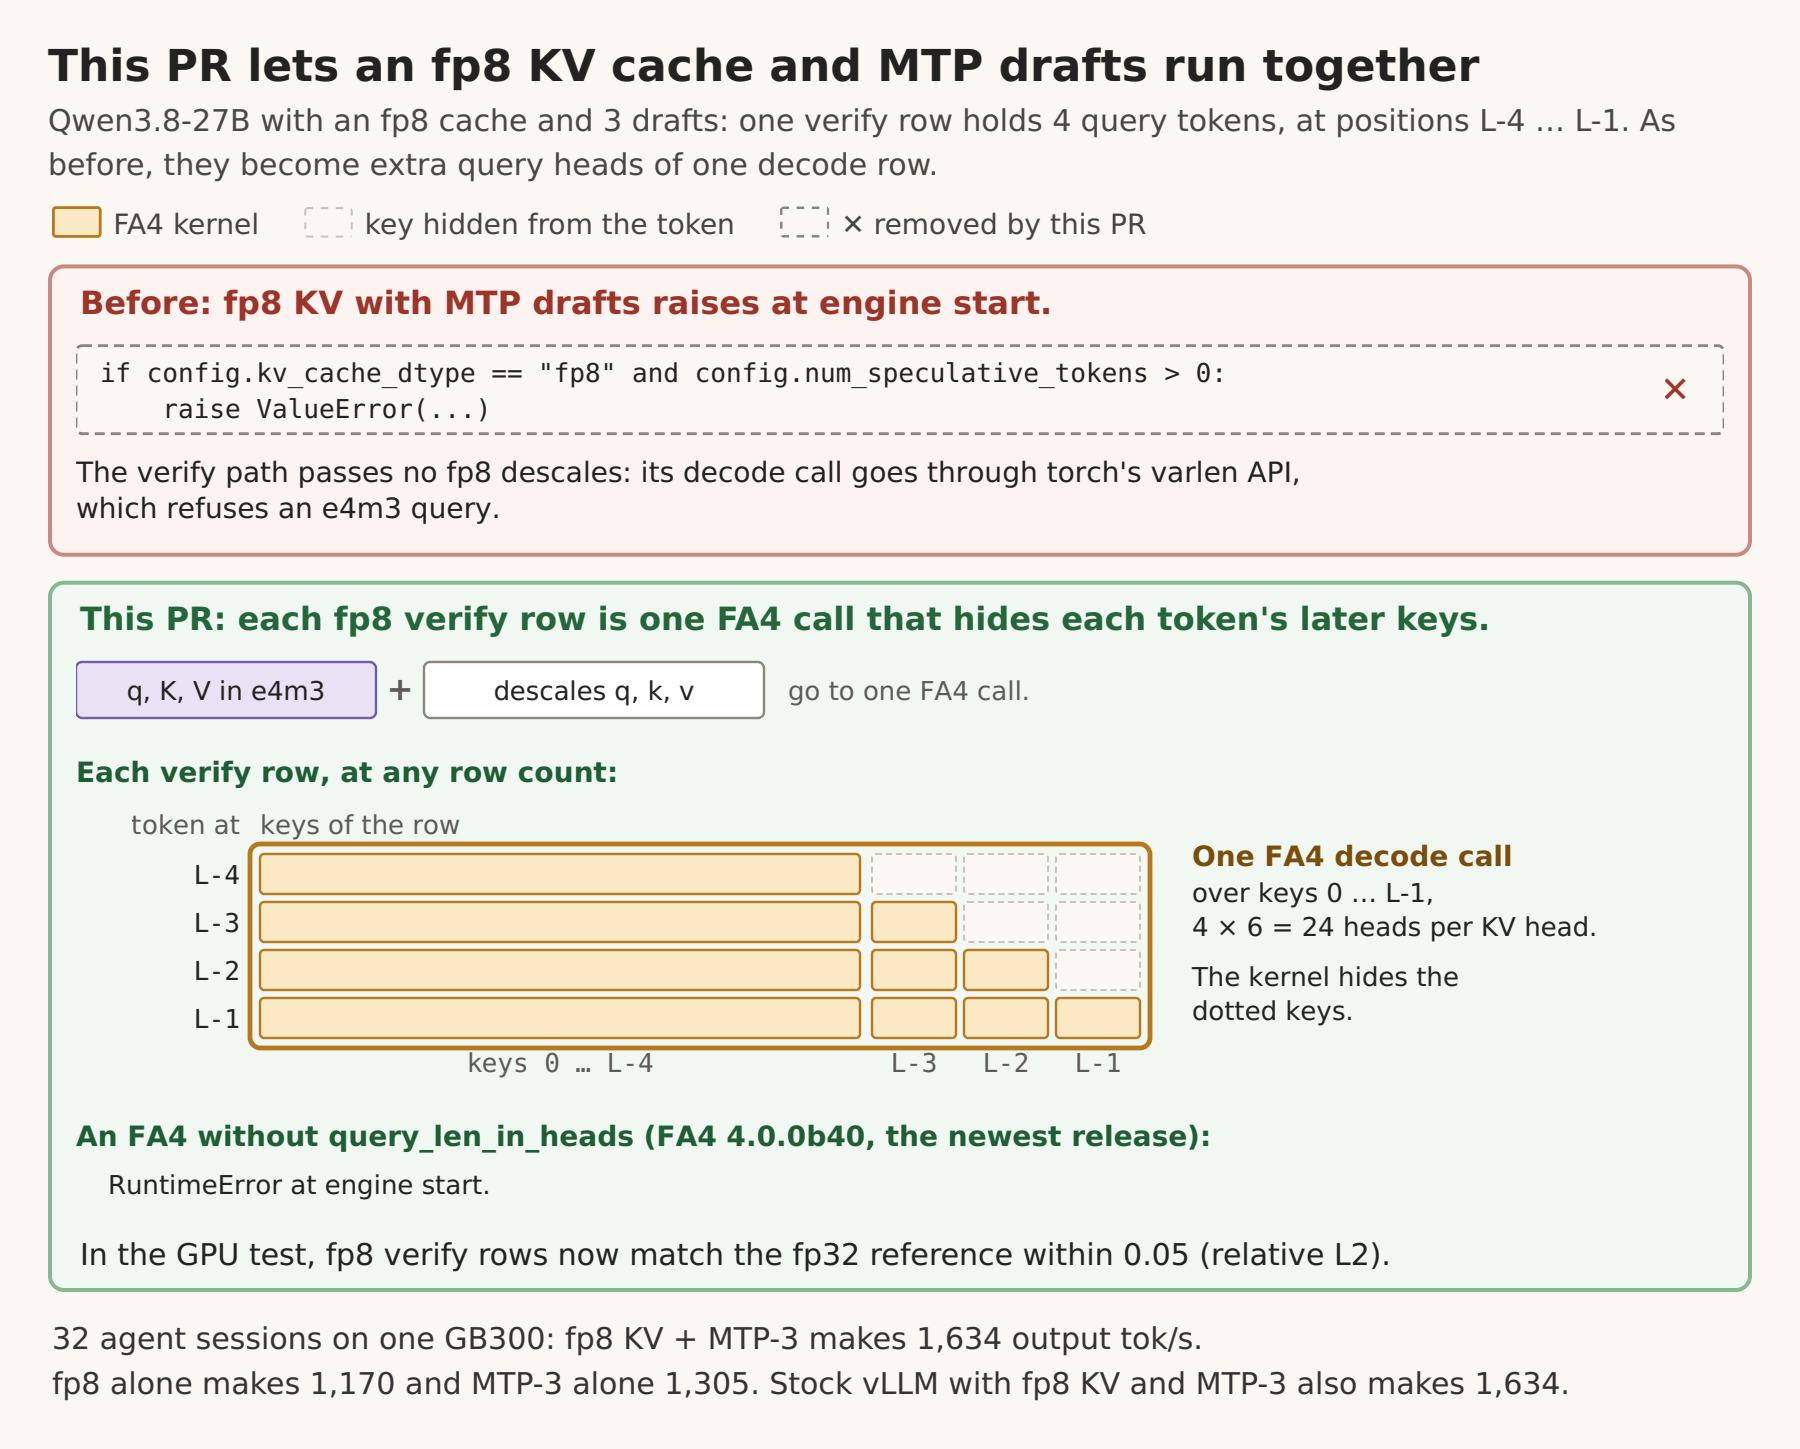 This PR lets an fp8 KV cache and MTP drafts run together
Qwen3.8-27B with an fp8 cache and 3 drafts: one verify row holds 4 query tokens, at positions L-4 … L-1. As
before, they become extra query heads of one decode row.
FA4 kernel
key hidden from the token
✕ removed by this PR
Before: fp8 KV with MTP drafts raises at engine start.
if config.kv_cache_dtype == "fp8" and config.num_speculative_tokens > 0:
    raise ValueError(...)
✕
The verify path passes no fp8 descales: its decode call goes through torch's varlen API,
which refuses an e4m3 query.
This PR: each fp8 verify row is one FA4 call that hides each token's later keys.
q, K, V in e4m3 + descales q, k, v go to one FA4 call.
Each verify row, at any row count:
token at keys of the row
L-4
L-3
L-2
L-1
keys 0 … L-4 L-3 L-2 L-1
One FA4 decode call
over keys 0 … L-1,
4 × 6 = 24 heads per KV head.
The kernel hides the
dotted keys.
An FA4 without query_len_in_heads (FA4 4.0.0b40, the newest release):
RuntimeError at engine start.
In the GPU test, fp8 verify rows now match the fp32 reference within 0.05 (relative L2).
32 agent sessions on one GB300: fp8 KV + MTP-3 makes 1,634 output tok/s.
fp8 alone makes 1,170 and MTP-3 alone 1,305. Stock vLLM with fp8 KV and MTP-3 also makes 1,634.